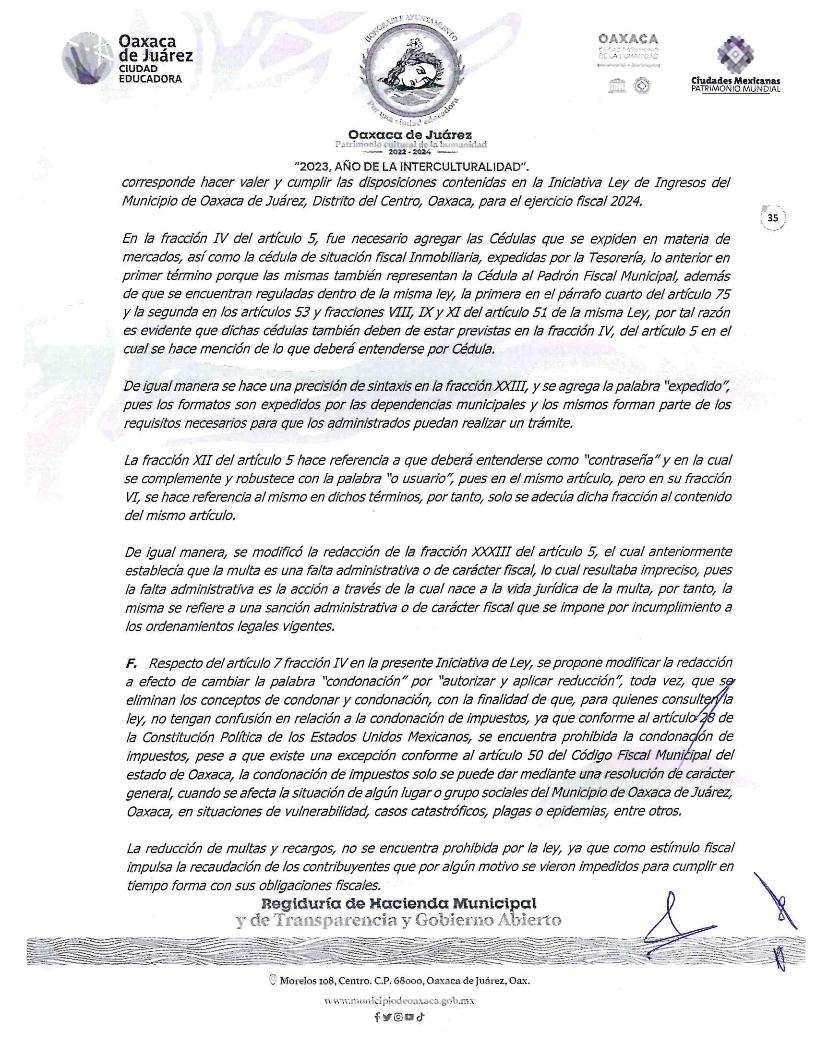 Oaxaca
de Juárez
CIUDAD
EDUCADORA
HONORABLE AYUNTAMIENTO
Por una ciudad educadora
Oaxaca de Juárez
Patrimonio cultural de la humanidad
2022 - 2024
OAXACA
CIUDAD PATRIMONIO
DE LA HUMANIDAD
Ciudades Mexicanas
PATRIMONIO MUNDIAL
"2023, AÑO DE LA INTERCULTURALIDAD".
35
corresponde hacer valer y cumplir las disposiciones contenidas en la Iniciativa Ley de Ingresos del
Municipio de Oaxaca de Juárez, Distrito del Centro, Oaxaca, para el ejercicio fiscal 2024.
En la fracción IV del artículo 5, fue necesario agregar las Cédulas que se expiden en materia de
mercados, así como la cédula de situación fiscal Inmobiliaria, expedidas por la Tesorería, lo anterior en
primer término porque las mismas también representan la Cédula al Padrón Fiscal Municipal, además
de que se encuentran reguladas dentro de la misma ley, la primera en el párrafo cuarto del artículo 75
y la segunda en los artículos 53 y fracciones VIII, IX y XI del artículo 51 de la misma Ley, por tal razón
es evidente que dichas cédulas también deben de estar previstas en la fracción IV, del artículo 5 en el
cual se hace mención de lo que deberá entenderse por Cédula.
De igual manera se hace una precisión de sintaxis en la fracción XXIII, y se agrega la palabra "expedido",
pues los formatos son expedidos por las dependencias municipales y los mismos forman parte de los
requisitos necesarios para que los administrados puedan realizar un trámite.
La fracción XII del artículo 5 hace referencia a que deberá entenderse como "contraseña" y en la cual
se complemente y robustece con la palabra "o usuario", pues en el mismo artículo, pero en su fracción
VI, se hace referencia al mismo en dichos términos, por tanto, solo se adecúa dicha fracción al contenido
del mismo artículo.
De igual manera, se modificó la redacción de la fracción XXXIII del artículo 5, el cual anteriormente
establecía que la multa es una falta administrativa o de carácter fiscal, lo cual resultaba impreciso, pues
la falta administrativa es la acción a través de la cual nace a la vida jurídica de la multa, por tanto, la
misma se refiere a una sanción administrativa o de carácter fiscal que se impone por incumplimiento a
los ordenamientos legales vigentes.
F. Respecto del artículo 7 fracción IV en la presente Iniciativa de Ley, se propone modificar la redacción
a efecto de cambiar la palabra "condonación" por "autorizar y aplicar reducción", toda vez, que se
eliminan los conceptos de condonar y condonación, con la finalidad de que, para quienes consulten la
ley, no tengan confusión en relación a la condonación de impuestos, ya que conforme al artículo 28 de
la Constitución Política de los Estados Unidos Mexicanos, se encuentra prohibida la condonación de
impuestos, pese a que existe una excepción conforme al artículo 50 del Código Fiscal Municipal del
estado de Oaxaca, la condonación de impuestos solo se puede dar mediante una resolución de carácter
general, cuando se afecta la situación de algún lugar o grupo sociales del Municipio de Oaxaca de Juárez,
Oaxaca, en situaciones de vulnerabilidad, casos catastróficos, plagas o epidemias, entre otros.
La reducción de multas y recargos, no se encuentra prohibida por la ley, ya que como estímulo fiscal
impulsa la recaudación de los contribuyentes que por algún motivo se vieron impedidos para cumplir en
tiempo forma con sus obligaciones fiscales.
Regiduría de Hacienda Municipal
y de Transparencia y Gobierno Abierto
Morelos 108, Centro. C.P. 68000, Oaxaca de Juárez, Oax.
www.municipiodeoaxaca.gob.mx